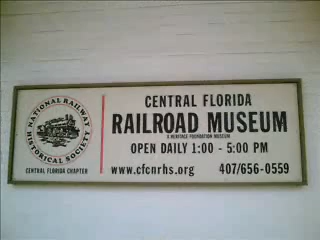 NATIONAL RAILWAY
HISTORICAL SOCIETY
CENTRAL FLORIDA CHAPTER
CENTRAL FLORIDA
RAILROAD MUSEUM
A HERITAGE FOUNDATION MUSEUM
OPEN DAILY 1:00 - 5:00 PM
www.cfcnrhs.org 407/656-0559